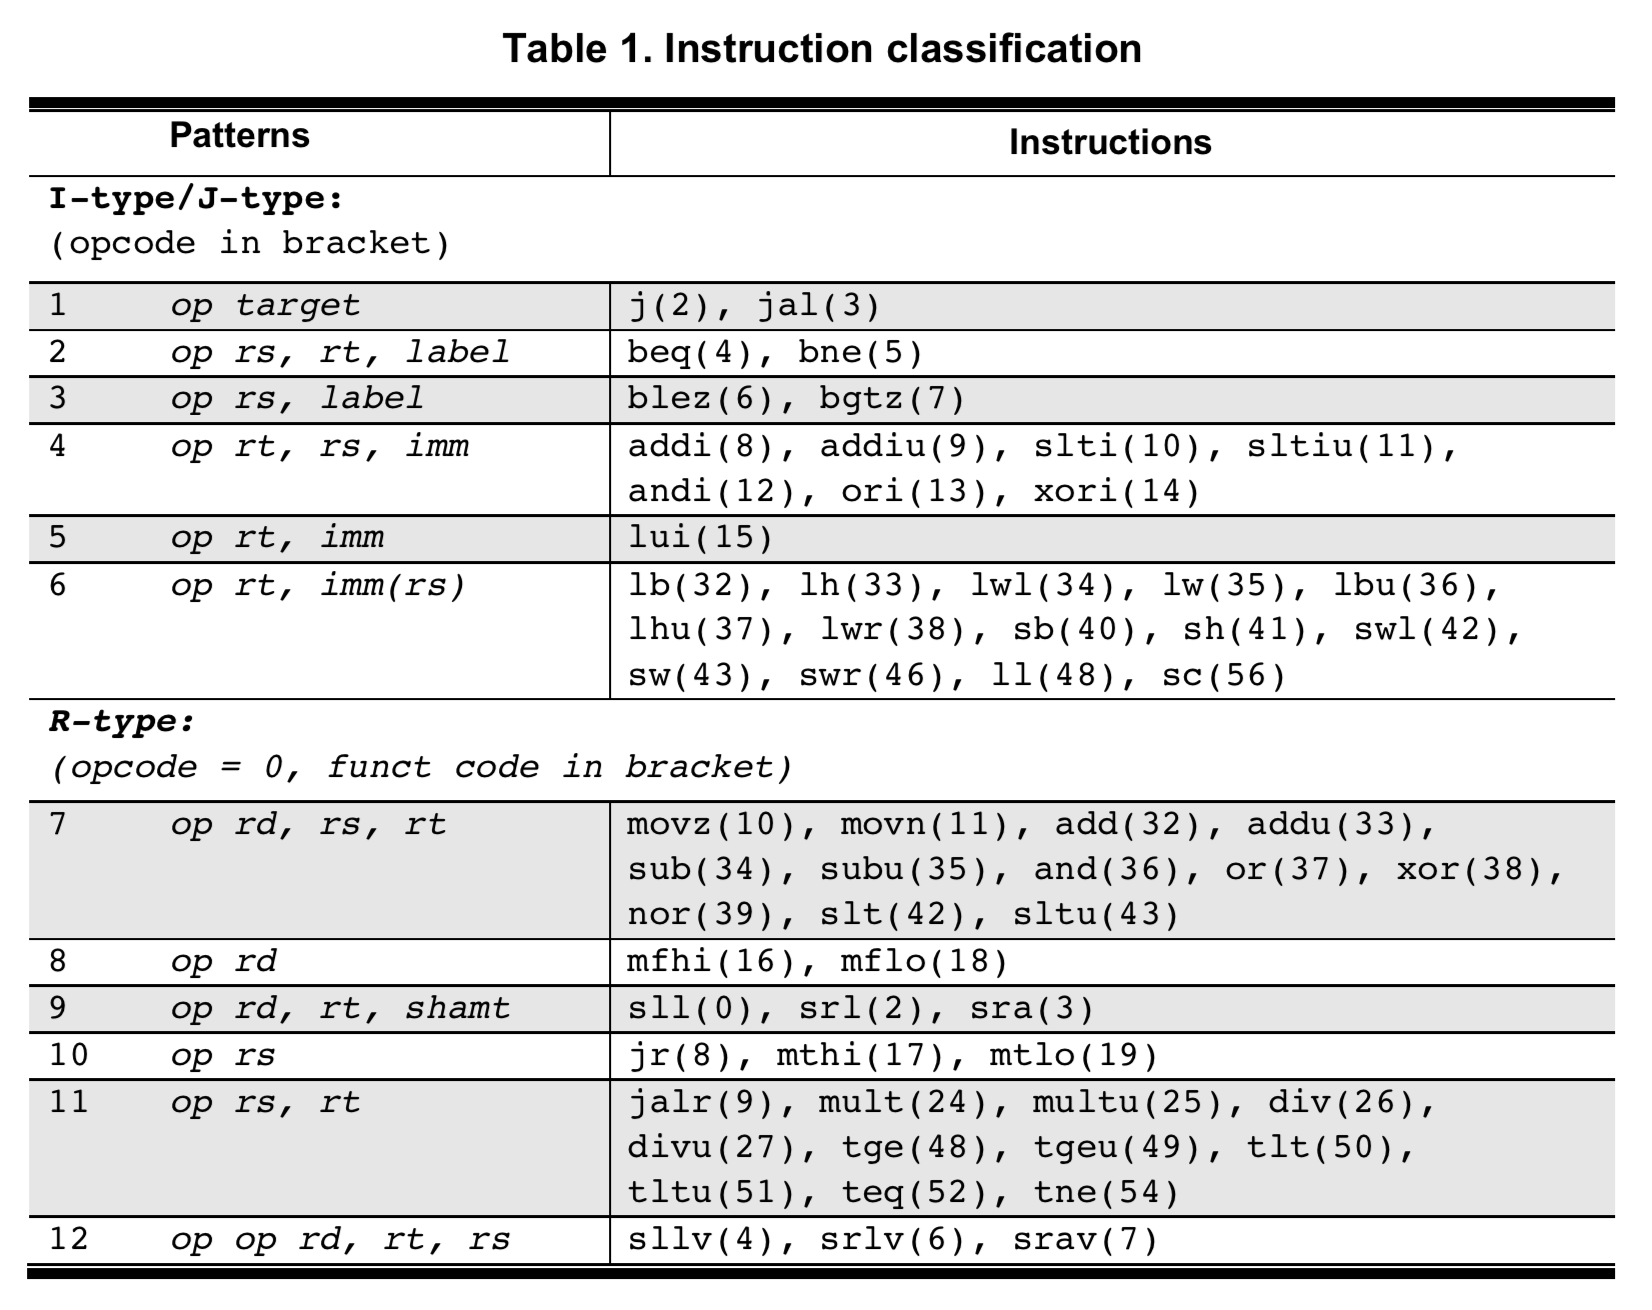 Table 1. Instruction classification
Patterns Instructions
I-type/J-type:
(opcode in bracket)
1 op target j(2), jal(3)
2 op rs, rt, label beq(4), bne(5)
3 op rs, label blez(6), bgtz(7)
4 op rt, rs, imm addi(8), addiu(9), slti(10), sltiu(11),
andi(12), ori(13), xori(14)
5 op rt, imm lui(15)
6 op rt, imm(rs) lb(32), lh(33), lwl(34), lw(35), lbu(36),
lhu(37), lwr(38), sb(40), sh(41), swl(42),
sw(43), swr(46), ll(48), sc(56)
R-type:
(opcode = 0, funct code in bracket)
7 op rd, rs, rt movz(10), movn(11), add(32), addu(33),
sub(34), subu(35), and(36), or(37), xor(38),
nor(39), slt(42), sltu(43)
8 op rd mfhi(16), mflo(18)
9 op rd, rt, shamt sll(0), srl(2), sra(3)
10 op rs jr(8), mthi(17), mtlo(19)
11 op rs, rt jalr(9), mult(24), multu(25), div(26),
divu(27), tge(48), tgeu(49), tlt(50),
tltu(51), teq(52), tne(54)
12 op op rd, rt, rs sllv(4), srlv(6), srav(7)